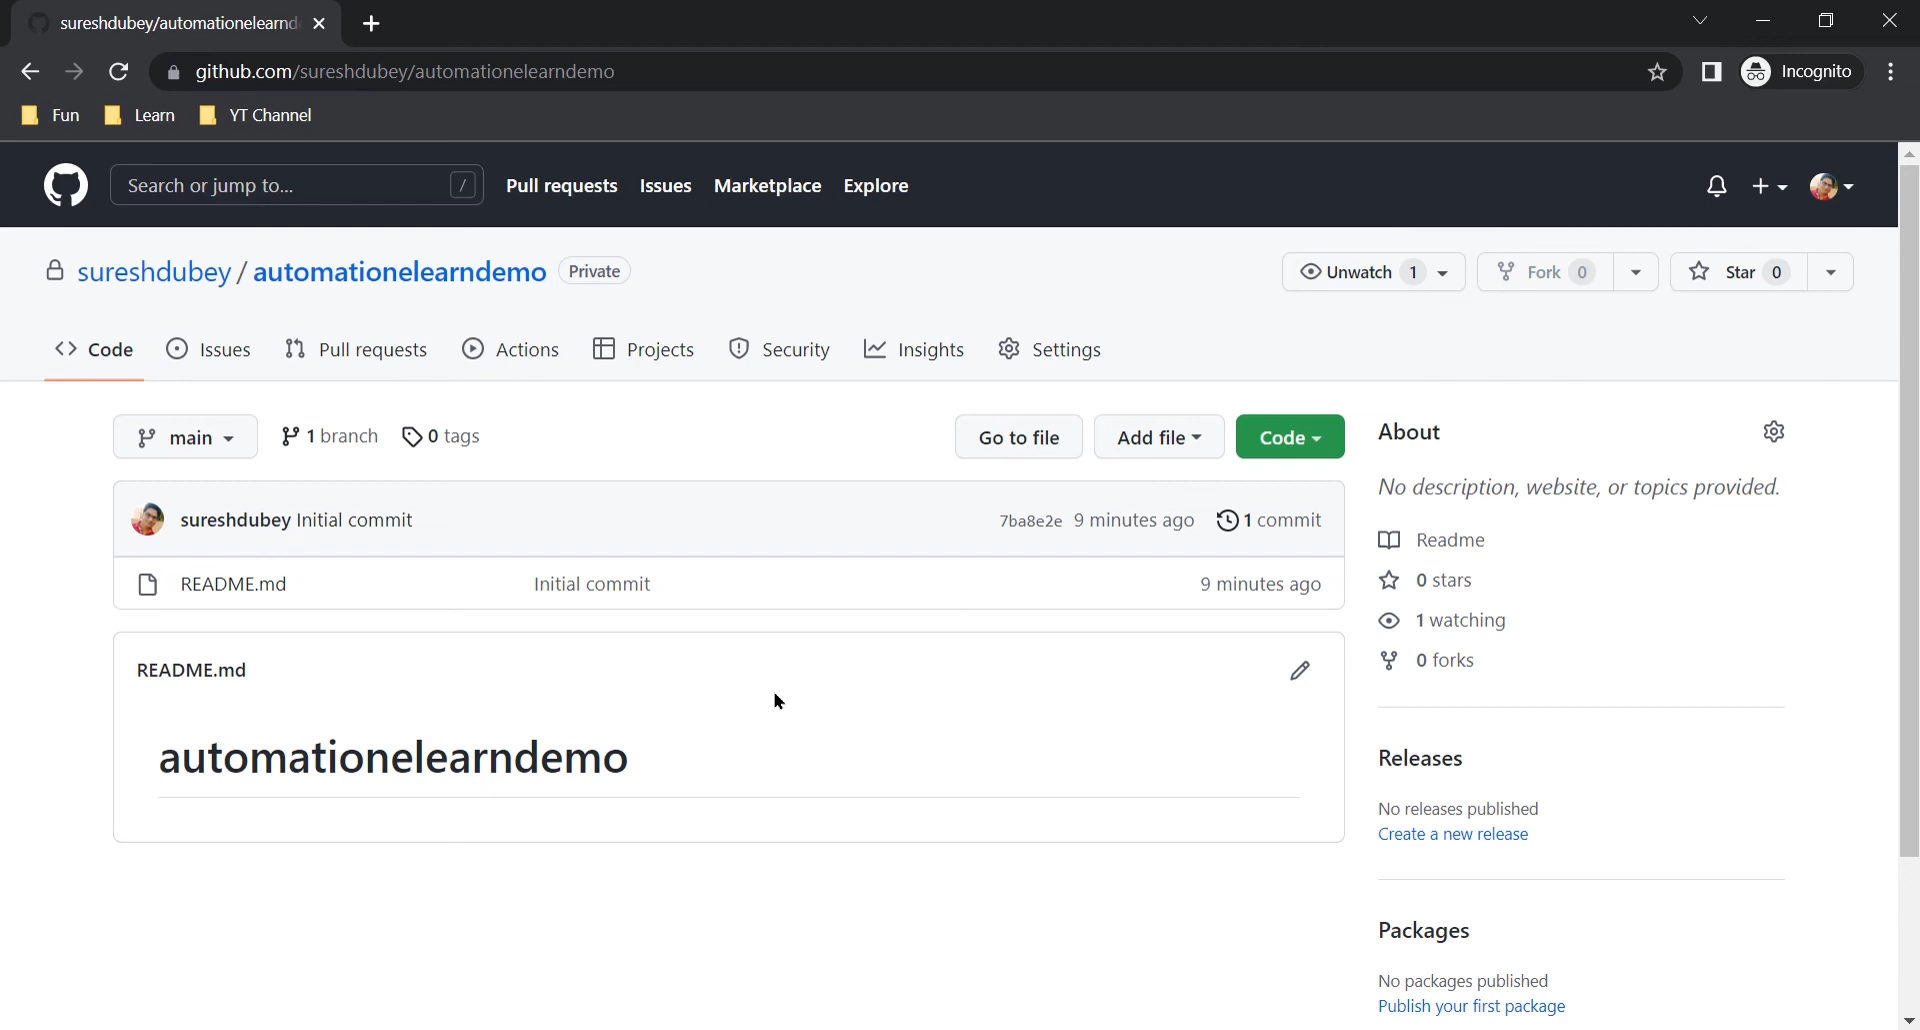 sureshdubey/automationelearnd
github.com/sureshdubey/automationelearndemo
Incognito
Fun Learn YT Channel
Search or jump to... / Pull requests Issues Marketplace Explore
sureshdubey / automationelearndemo Private
Unwatch 1 Fork 0 Star 0
Code Issues Pull requests Actions Projects Security Insights Settings
main 1 branch 0 tags Go to file Add file Code
sureshdubey Initial commit 7ba8e2e 9 minutes ago 1 commit
README.md Initial commit 9 minutes ago
README.md
automationelearndemo
About
No description, website, or topics provided.
Readme
0 stars
1 watching
0 forks
Releases
No releases published
Create a new release
Packages
No packages published
Publish your first package